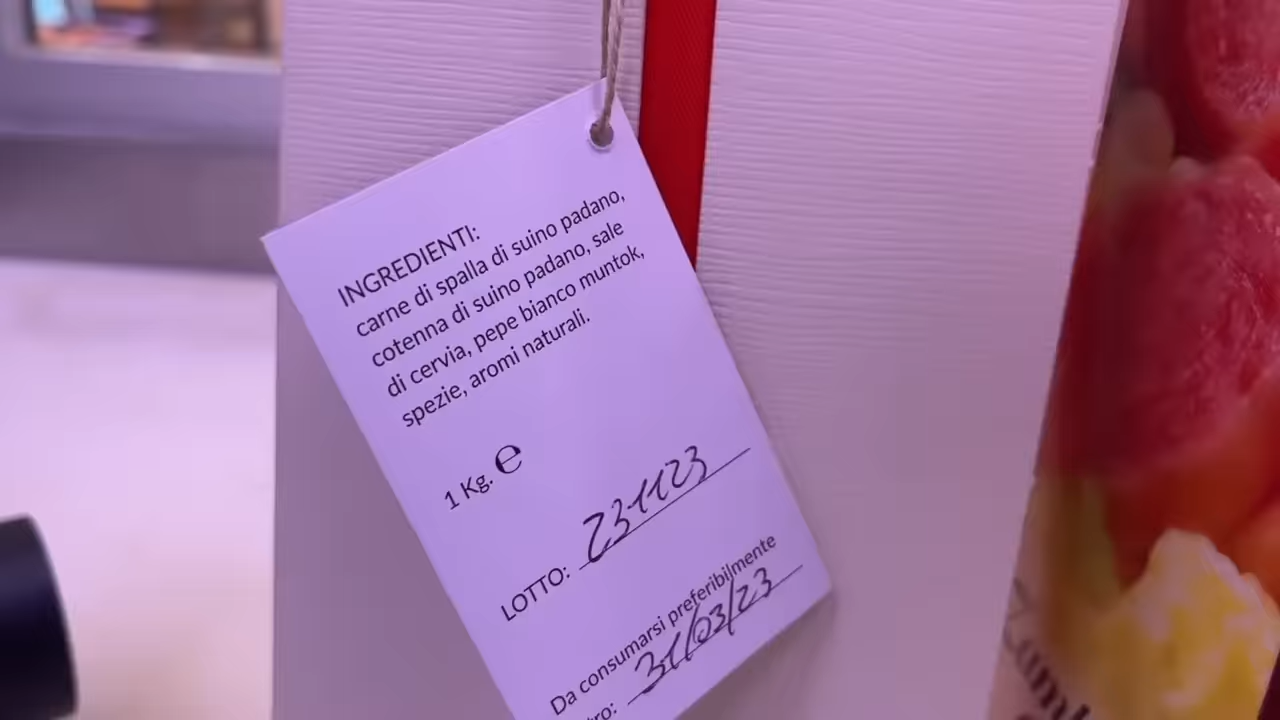 INGREDIENTI:
carne di spalla di suino padano,
cotenna di suino padano, sale
di cervia, pepe bianco muntok,
spezie, aromi naturali.
1 Kg. ℮
LOTTO: 231123
Da consumarsi preferibilmente
31/03/23